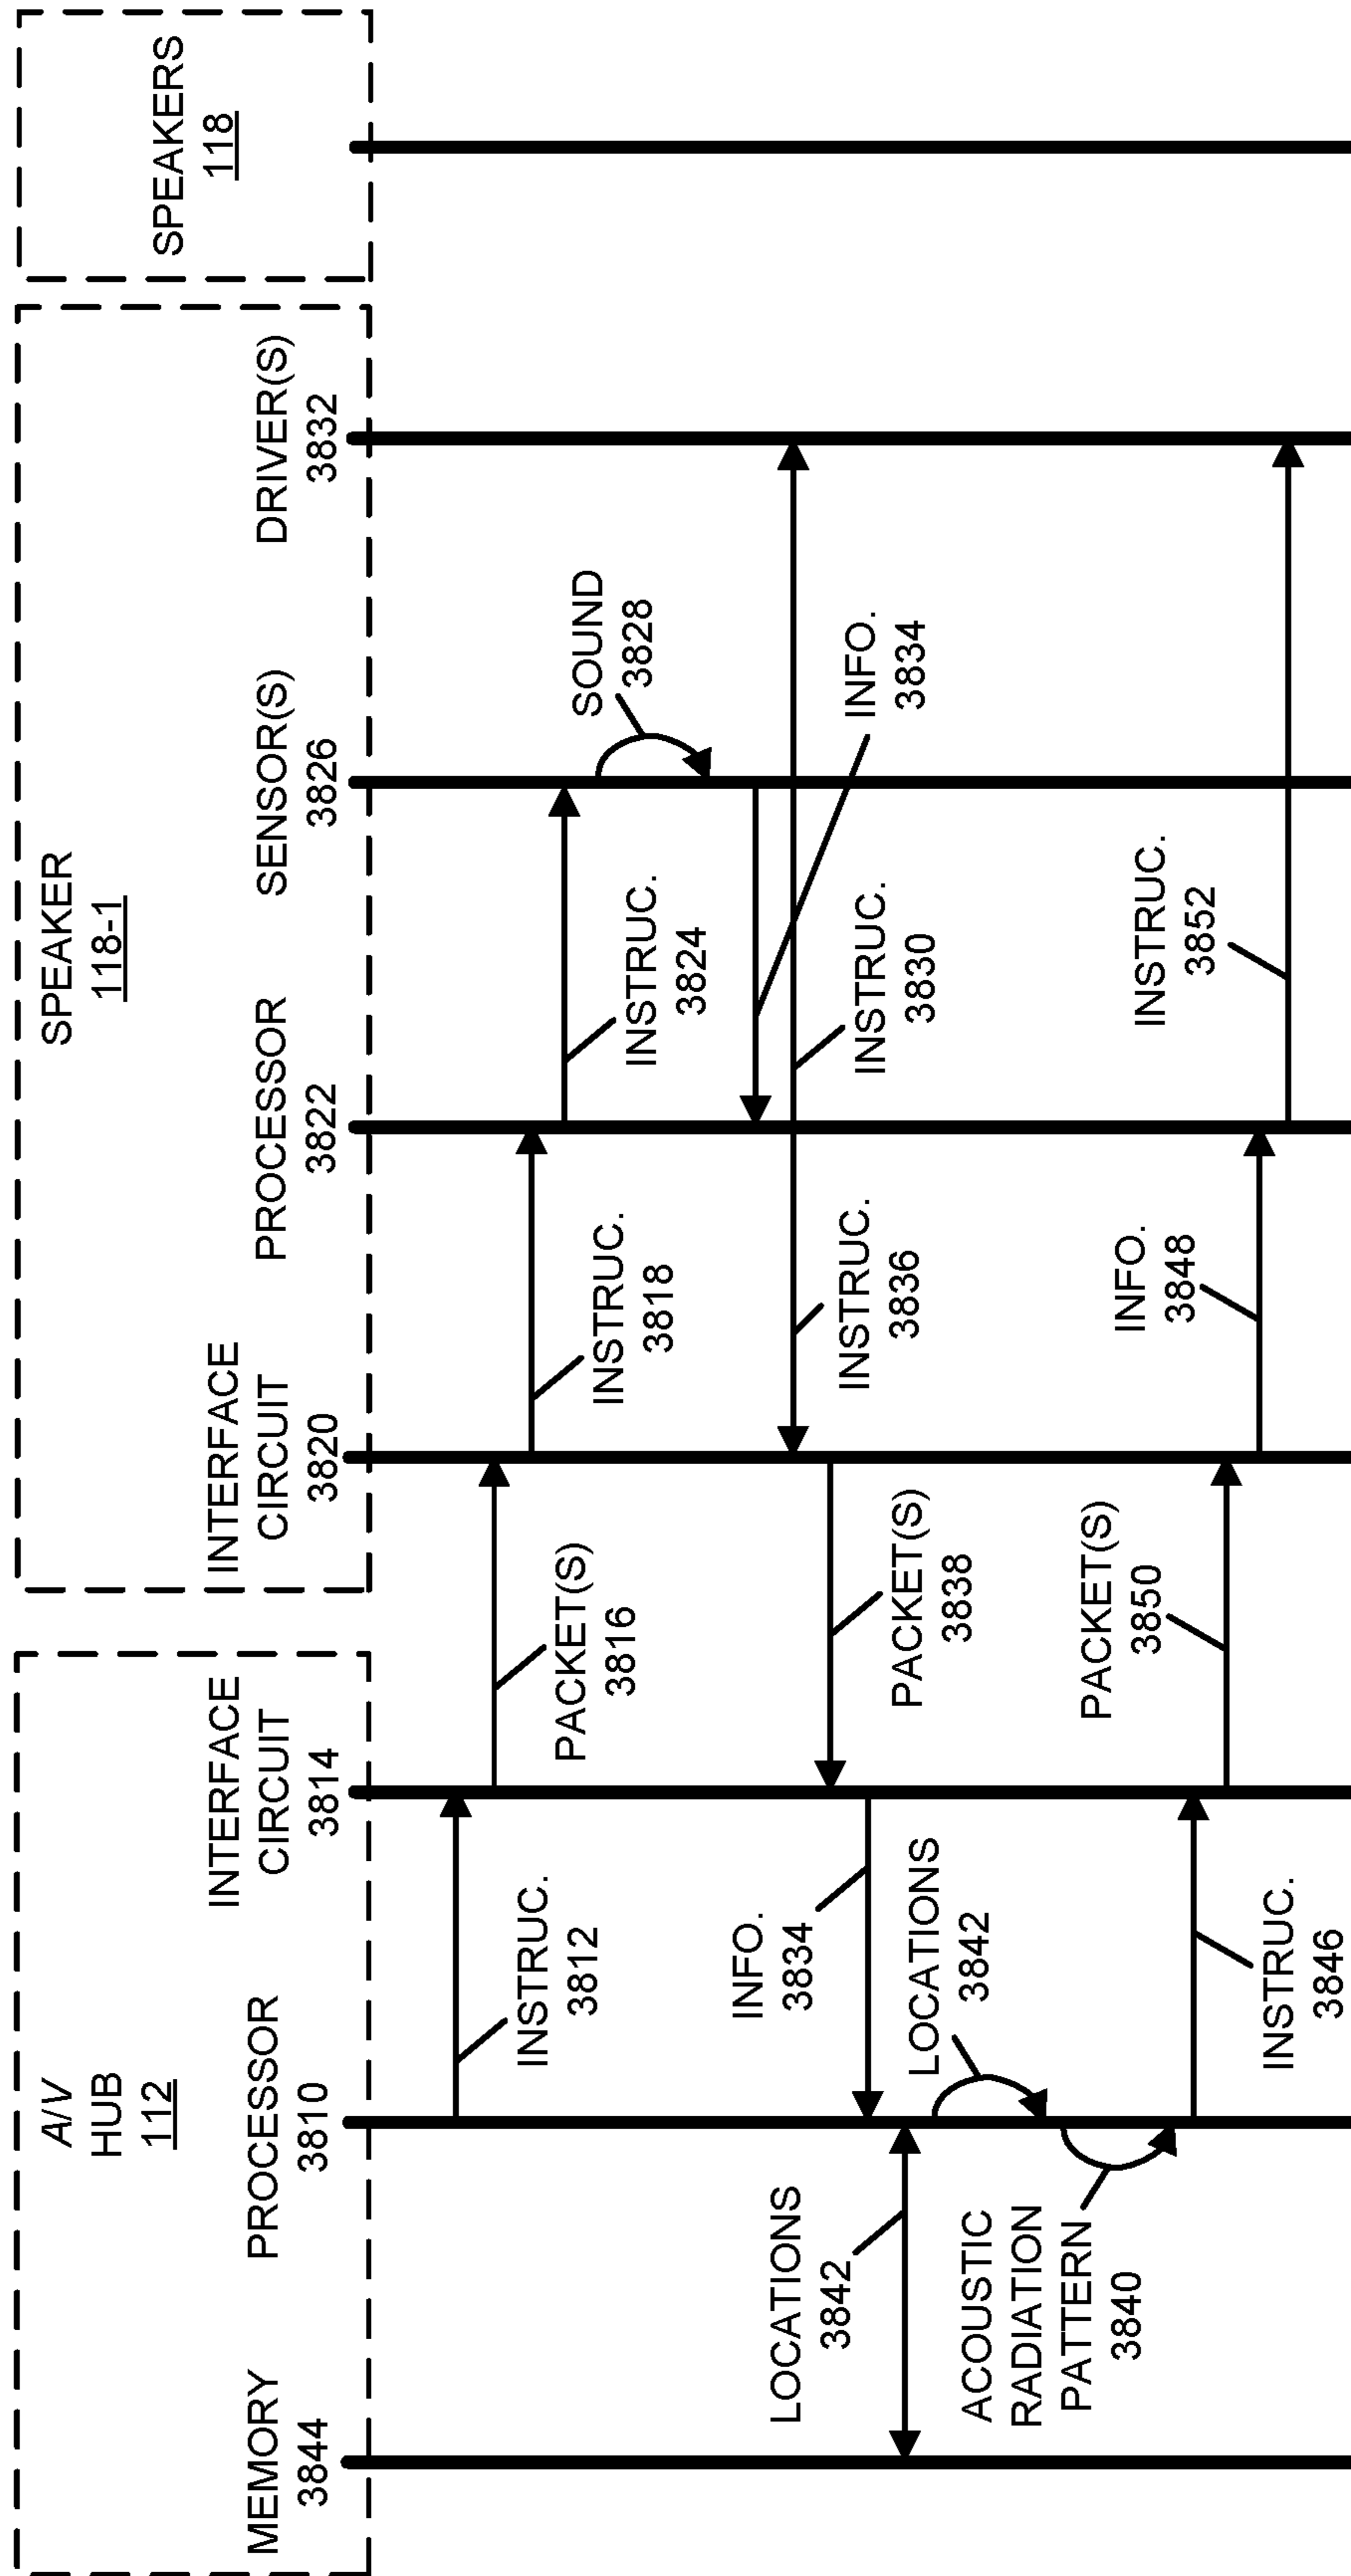 A/V
HUB
112
MEMORY
3844
PROCESSOR
3810
INTERFACE
CIRCUIT
3814
SPEAKER
118-1
INTERFACE
CIRCUIT
3820
PROCESSOR
3822
SENSOR(S)
3826
DRIVER(S)
3832
SPEAKERS
118
INSTRUC.
3812
PACKET(S)
3816
INSTRUC.
3818
INSTRUC.
3824
SOUND
3828
INFO.
3834
INSTRUC.
3830
INSTRUC.
3836
PACKET(S)
3838
INFO.
3834
LOCATIONS
3842
LOCATIONS
3842
ACOUSTIC
RADIATION
PATTERN
3840
INSTRUC.
3846
PACKET(S)
3850
INFO.
3848
INSTRUC.
3852